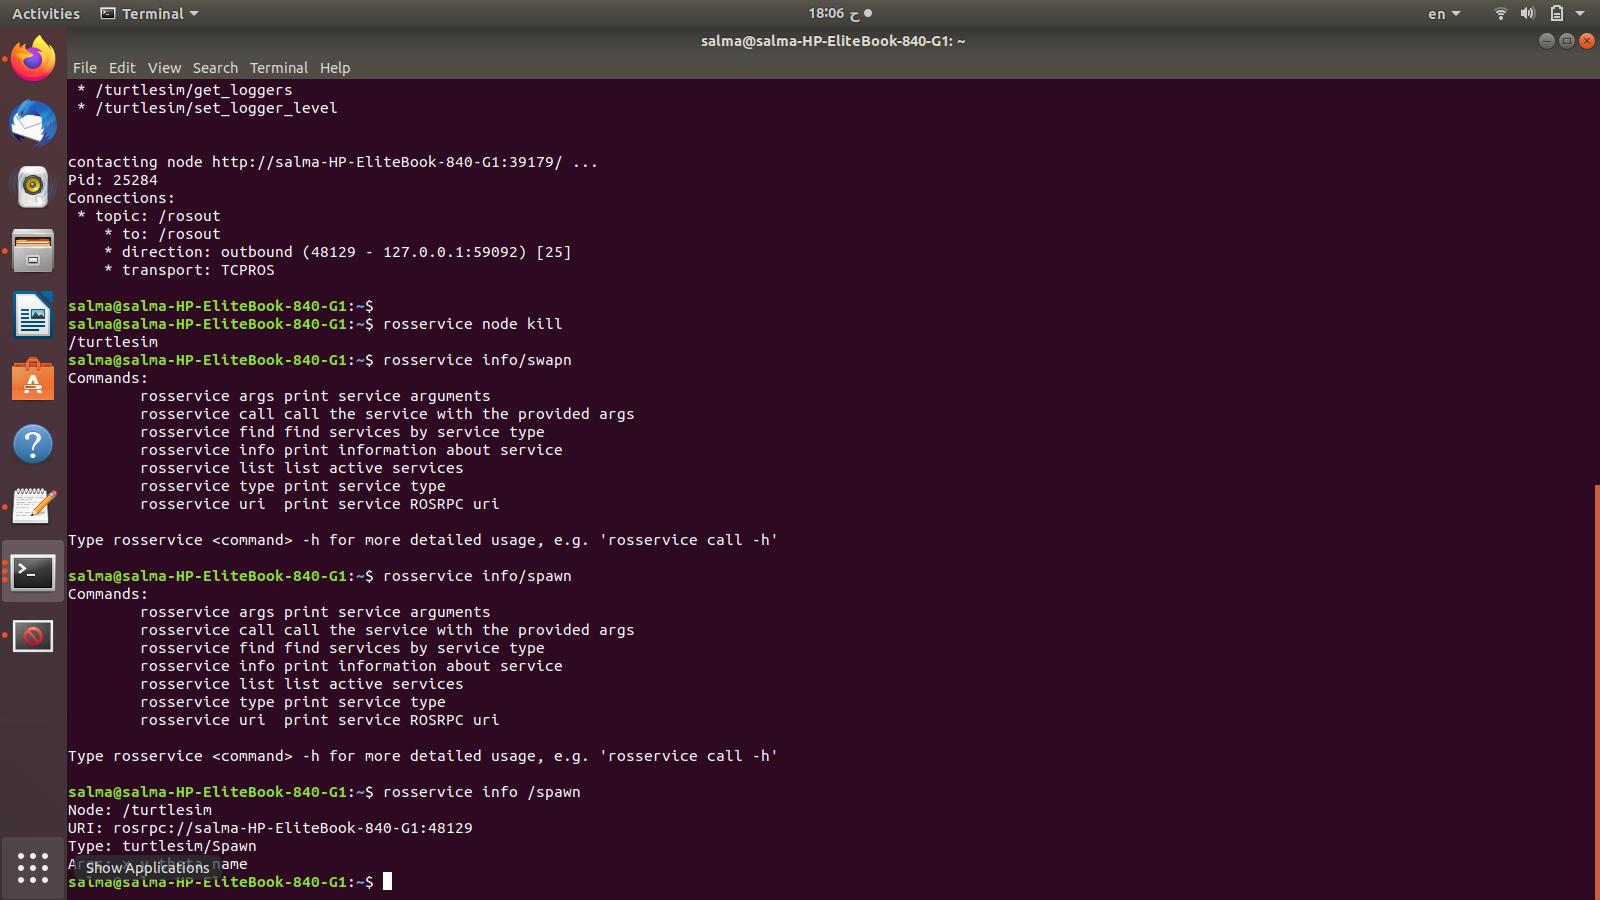 Activities Terminal 18:06 ح en
salma@salma-HP-EliteBook-840-G1: ~
File Edit View Search Terminal Help
* /turtlesim/get_loggers
* /turtlesim/set_logger_level
contacting node http://salma-HP-EliteBook-840-G1:39179/ ...
Pid: 25284
Connections:
* topic: /rosout
* to: /rosout
* direction: outbound (48129 - 127.0.0.1:59092) [25]
* transport: TCPROS
salma@salma-HP-EliteBook-840-G1:~$
salma@salma-HP-EliteBook-840-G1:~$ rosservice node kill
/turtlesim
salma@salma-HP-EliteBook-840-G1:~$ rosservice info/swapn
Commands:
rosservice args print service arguments
rosservice call call the service with the provided args
rosservice find find services by service type
rosservice info print information about service
rosservice list list active services
rosservice type print service type
rosservice uri  print service ROSRPC uri
Type rosservice <command> -h for more detailed usage, e.g. 'rosservice call -h'
salma@salma-HP-EliteBook-840-G1:~$ rosservice info/spawn
Commands:
rosservice args print service arguments
rosservice call call the service with the provided args
rosservice find find services by service type
rosservice info print information about service
rosservice list list active services
rosservice type print service type
rosservice uri  print service ROSRPC uri
Type rosservice <command> -h for more detailed usage, e.g. 'rosservice call -h'
salma@salma-HP-EliteBook-840-G1:~$ rosservice info /spawn
Node: /turtlesim
URI: rosrpc://salma-HP-EliteBook-840-G1:48129
Type: turtlesim/Spawn
Args: x y theta name
Show Applications
salma@salma-HP-EliteBook-840-G1:~$